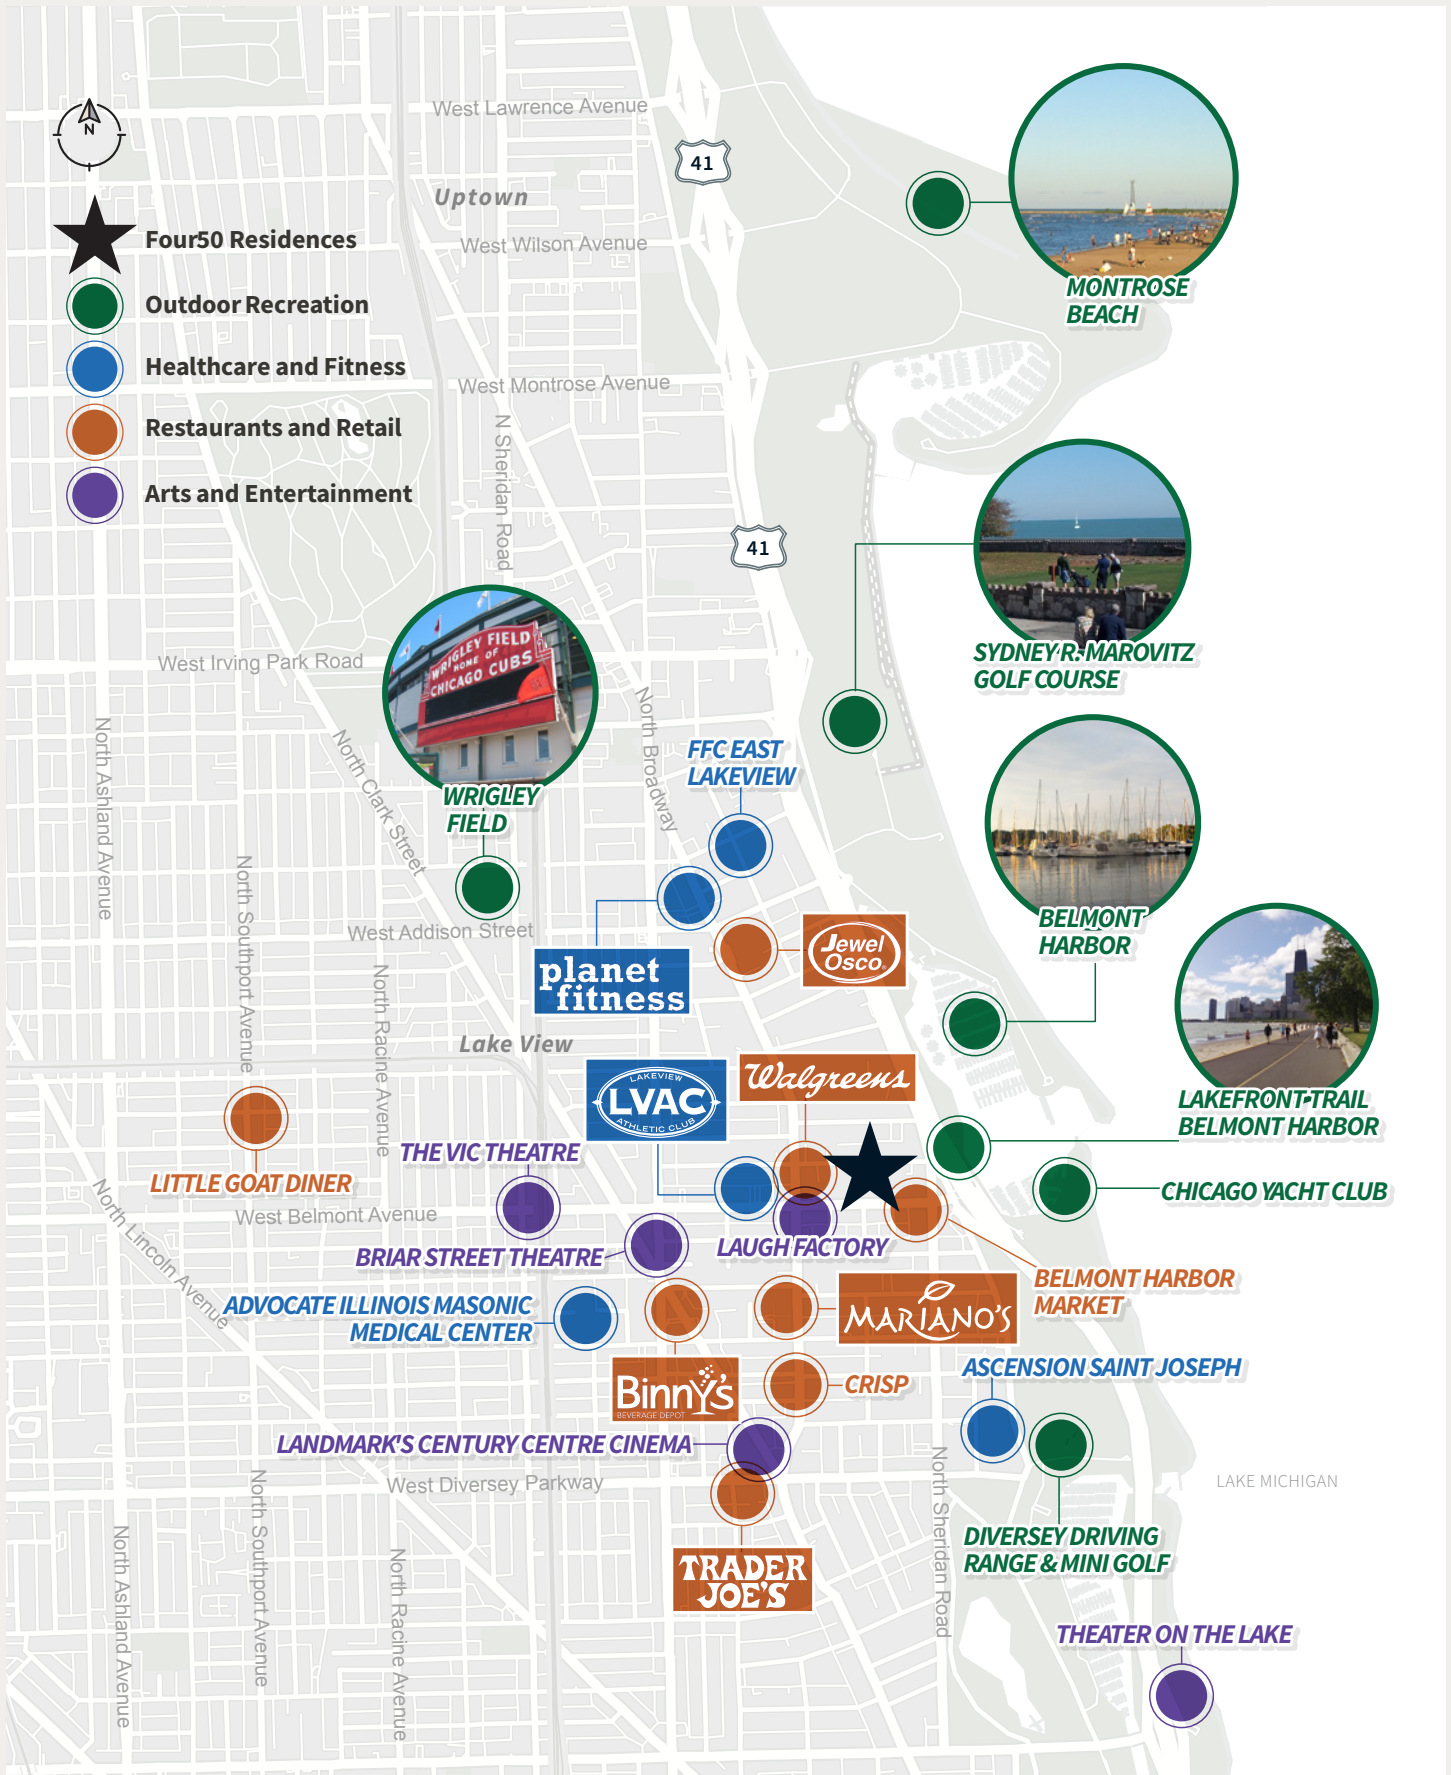 West Lawrence Avenue
N
41
Uptown
Four50 Residences
West Wilson Avenue
Outdoor Recreation
MONTROSE
BEACH
Healthcare and Fitness
West Montrose Avenue
Restaurants and Retail
N Sheridan Road
Arts and Entertainment
41
WRIGLEY FIELD
HOME OF
CHICAGO CUBS
SYDNEY R. MAROVITZ
GOLF COURSE
West Irving Park Road
North Ashland Avenue
North Clark Street
North Broadway
FFC EAST
LAKEVIEW
WRIGLEY
FIELD
North Southport Avenue
BELMONT
HARBOR
West Addison Street
Jewel
Osco
planet
fitness
North Racine Avenue
Lake View
LAKEVIEW
LVAC
ATHLETIC CLUB
Walgreens
LAKEFRONT TRAIL
BELMONT HARBOR
THE VIC THEATRE
LITTLE GOAT DINER
CHICAGO YACHT CLUB
North Lincoln Avenue
West Belmont Avenue
BRIAR STREET THEATRE
LAUGH FACTORY
BELMONT HARBOR
MARKET
ADVOCATE ILLINOIS MASONIC
MEDICAL CENTER
MARIANO'S
ASCENSION SAINT JOSEPH
BINNY'S
BEVERAGE DEPOT
CRISP
LANDMARK'S CENTURY CENTRE CINEMA
West Diversey Parkway
LAKE MICHIGAN
North Ashland Avenue
North Southport Avenue
North Racine Avenue
North Sheridan Road
DIVERSEY DRIVING
RANGE & MINI GOLF
TRADER
JOE'S
THEATER ON THE LAKE